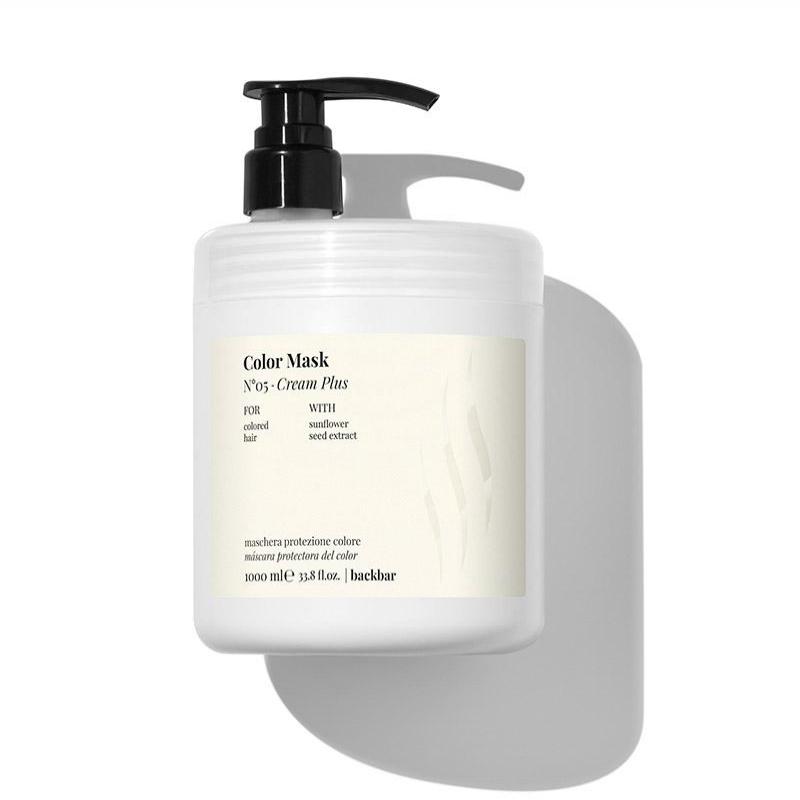 Color Mask
N°05 - Cream Plus
FOR WITH
colored sunflower
hair seed extract
maschera protezione colore
máscara protectora del color
1000 ml ℮ 33.8 fl.oz. | backbar